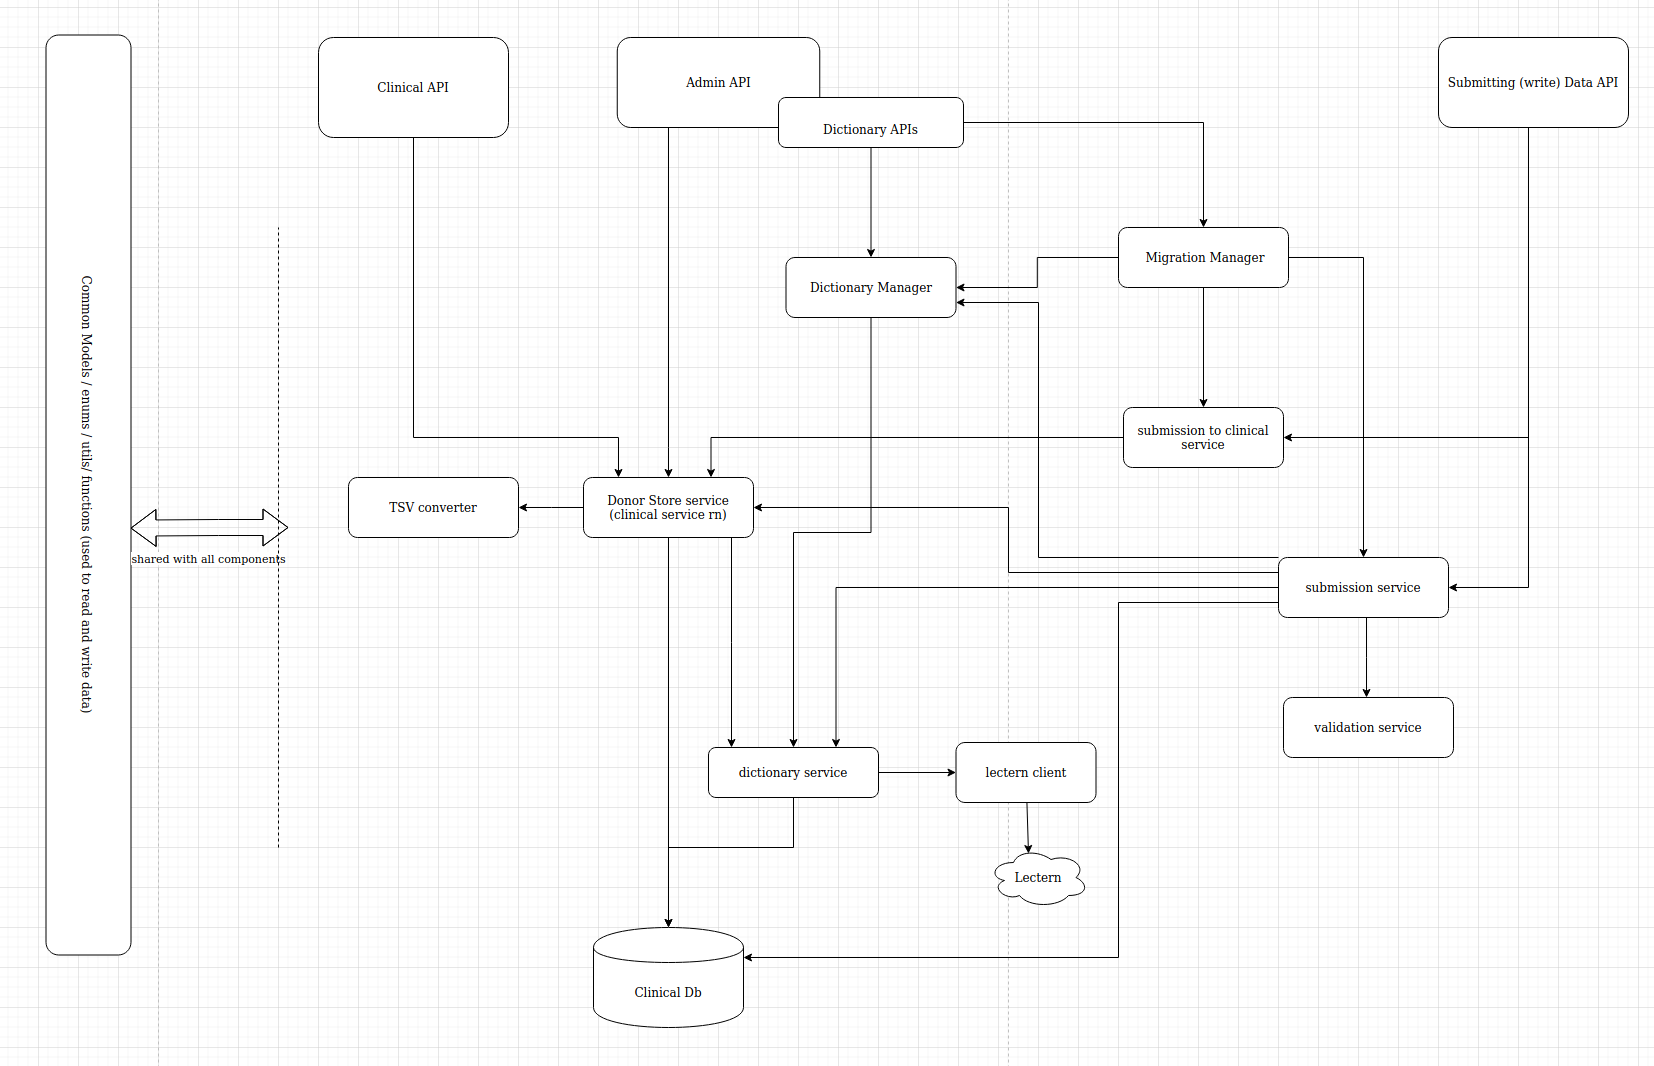 Clinical API
Admin API
Dictionary APIs
Submitting (write) Data API
Migration Manager
Dictionary Manager
Common Models / enums / utils/ functions (used to read and write data)
submission to clinical
service
TSV converter
Donor Store service
(clinical service rn)
shared with all components
submission service
validation service
dictionary service
lectern client
Lectern
Clinical Db